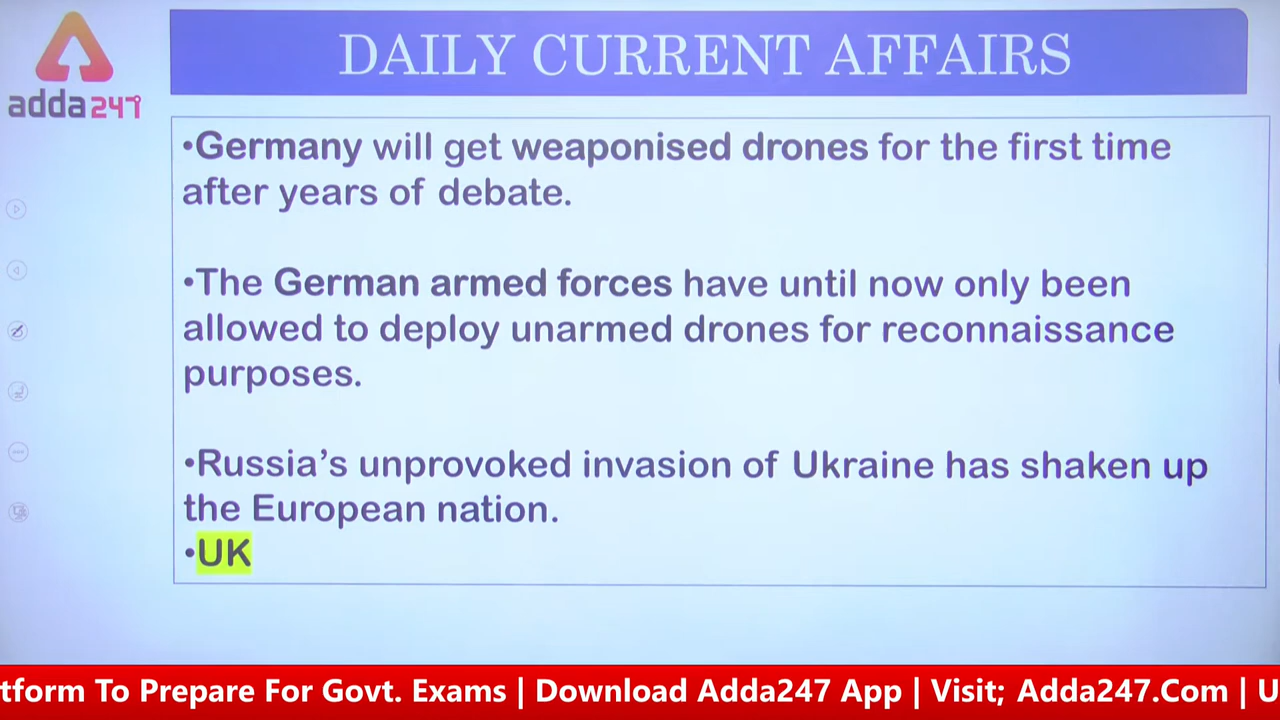 DAILY CURRENT AFFAIRS
adda247
•Germany will get weaponised drones for the first time
after years of debate.
•The German armed forces have until now only been
allowed to deploy unarmed drones for reconnaissance
purposes.
•Russia’s unprovoked invasion of Ukraine has shaken up
the European nation.
•UK
tform To Prepare For Govt. Exams | Download Adda247 App | Visit; Adda247.Com | U